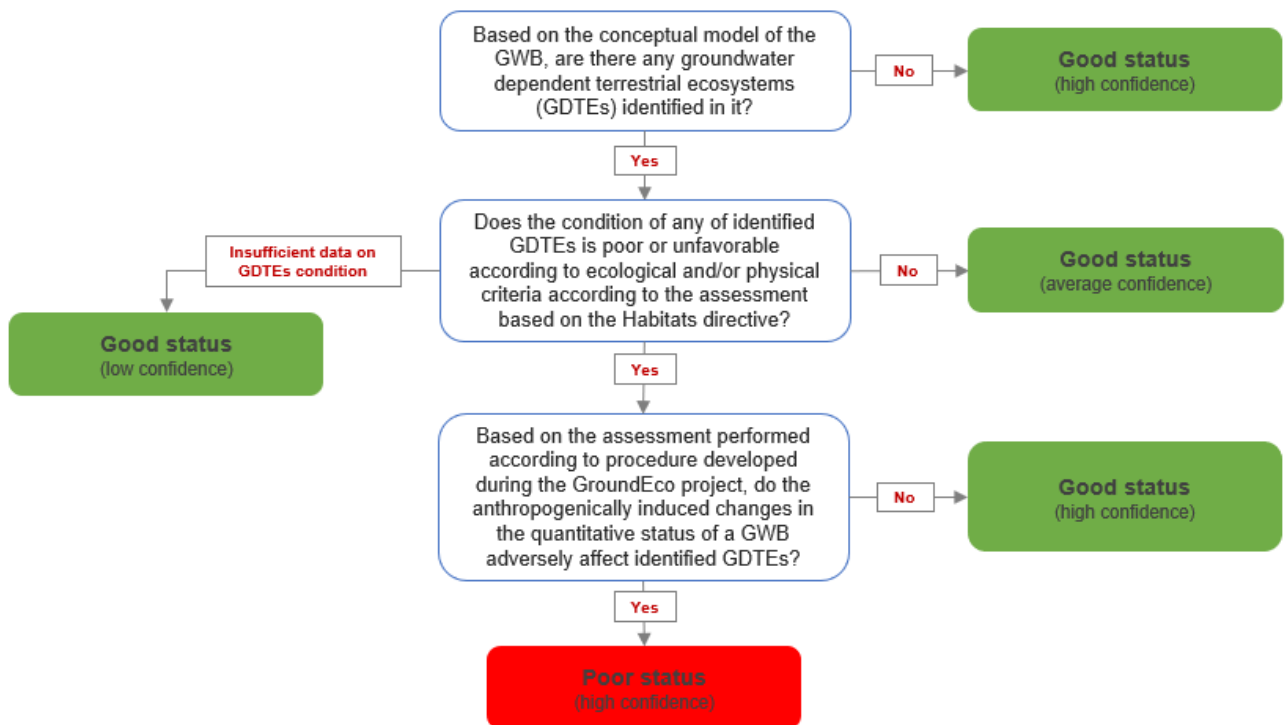 Based on the conceptual model of the
GWB, are there any groundwater
dependent terrestrial ecosystems
(GDTEs) identified in it?
No
Good status
(high confidence)
Yes
Does the condition of any of identified
GDTEs is poor or unfavorable
according to ecological and/or physical
criteria according to the assessment
based on the Habitats directive?
Insufficient data on
GDTEs condition
Good status
(low confidence)
No
Good status
(average confidence)
Yes
Based on the assessment performed
according to procedure developed
during the GroundEco project, do the
anthropogenically induced changes in
the quantitative status of a GWB
adversely affect identified GDTEs?
No
Good status
(high confidence)
Yes
Poor status
(high confidence)